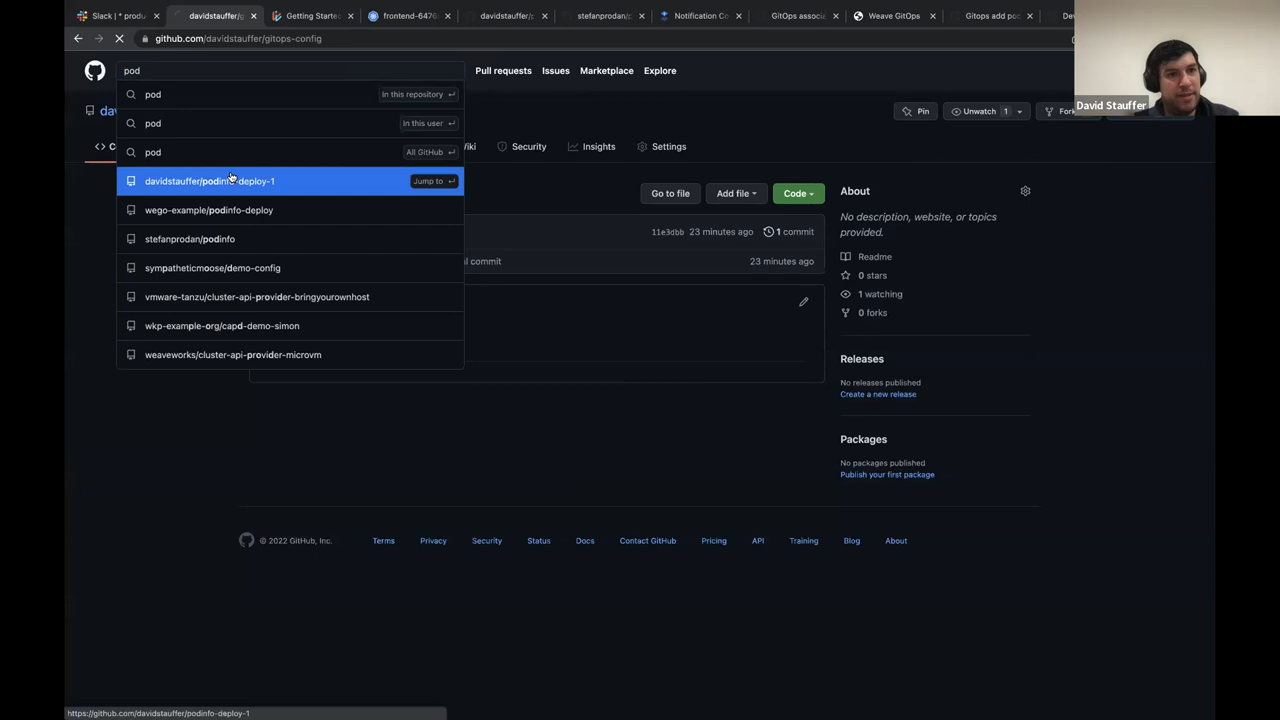 Slack | * produ
davidstauffer/g
Getting Starte
frontend-6476
davidstauffer/p
stefanprodan/p
Notification Co
GitOps associa
Weave GitOps
Gitops add poc
Dev
github.com/davidstauffer/gitops-config
pod
Pull requests
Issues
Marketplace
Explore
David Stauffer
pod
In this repository
pod
In this user
pod
All GitHub
davidstauffer/podinfo-deploy-1
Jump to
wego-example/podinfo-deploy
stefanprodan/podinfo
sympatheticmoose/demo-config
vmware-tanzu/cluster-api-provider-bringyourownhost
wkp-example-org/capd-demo-simon
weaveworks/cluster-api-provider-microvm
Pin
Unwatch 1
Fork
Wiki
Security
Insights
Settings
Go to file
Add file
Code
11e3dbb 23 minutes ago
1 commit
commit
23 minutes ago
About
No description, website, or topics
provided.
Readme
0 stars
1 watching
0 forks
Releases
No releases published
Create a new release
Packages
No packages published
Publish your first package
© 2022 GitHub, Inc.
Terms
Privacy
Security
Status
Docs
Contact GitHub
Pricing
API
Training
Blog
About
https://github.com/davidstauffer/podinfo-deploy-1